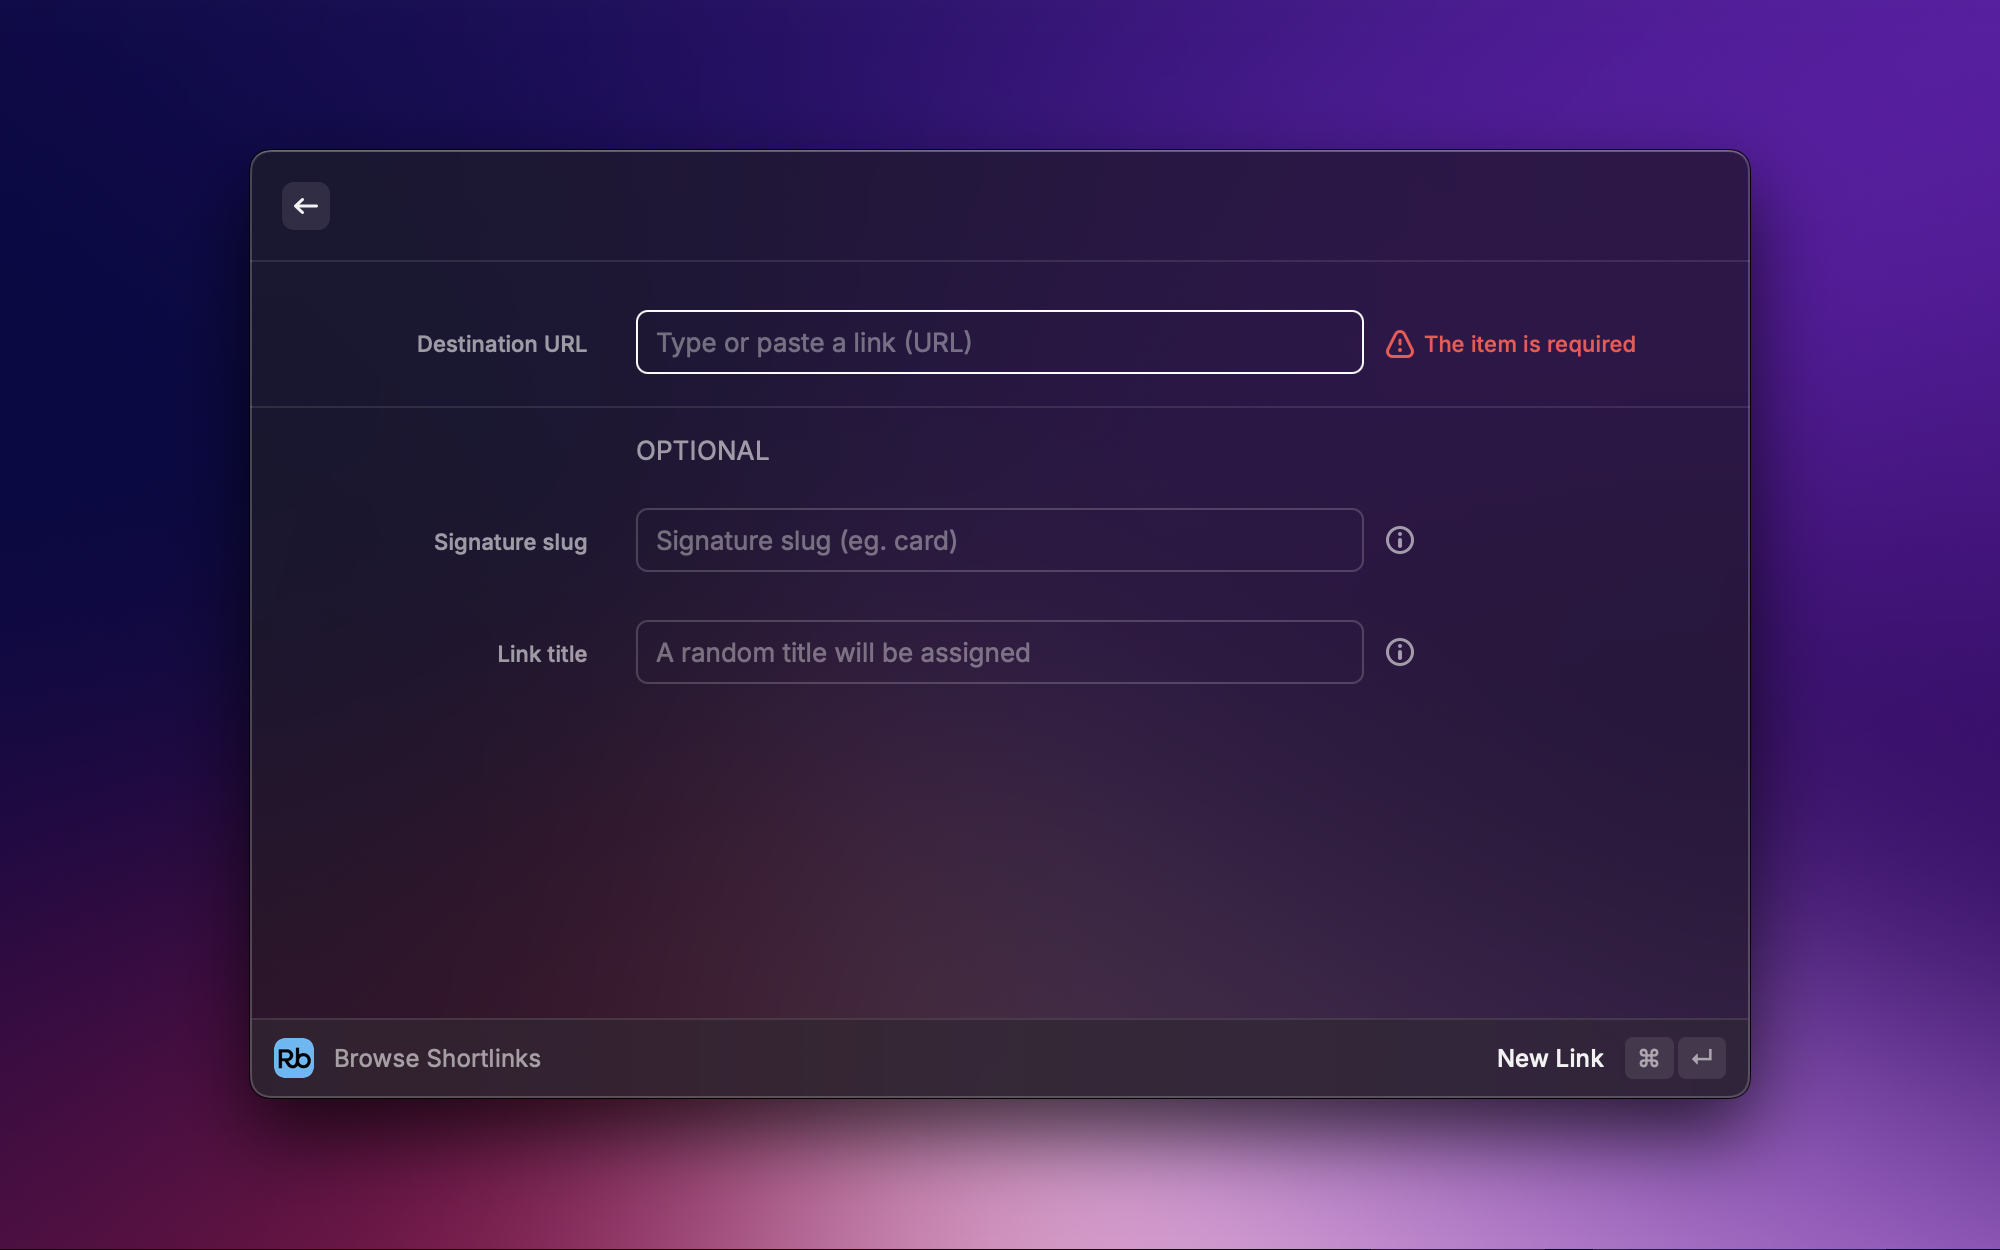 Destination URL
Type or paste a link (URL)
The item is required
OPTIONAL
Signature slug
Signature slug (eg. card)
Link title
A random title will be assigned
Rb Browse Shortlinks
New Link ⌘ ↵